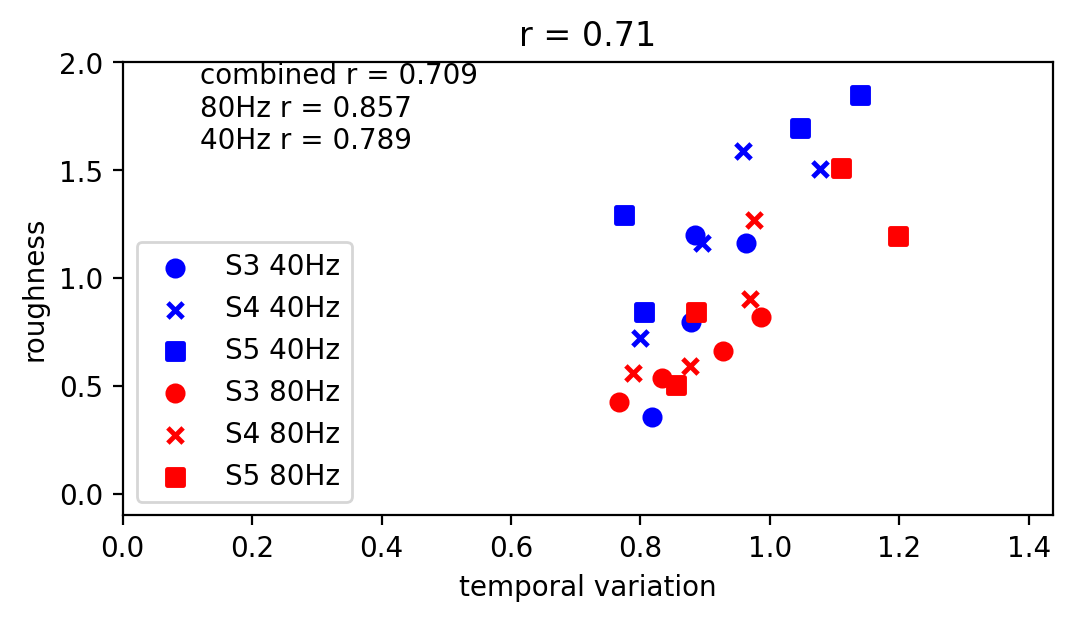 r = 0.71
combined r = 0.709
80Hz r = 0.857
40Hz r = 0.789
2.0
1.5
1.0
0.5
0.0
roughness
S3 40Hz
S4 40Hz
S5 40Hz
S3 80Hz
S4 80Hz
S5 80Hz
0.0 0.2 0.4 0.6 0.8 1.0 1.2 1.4
temporal variation